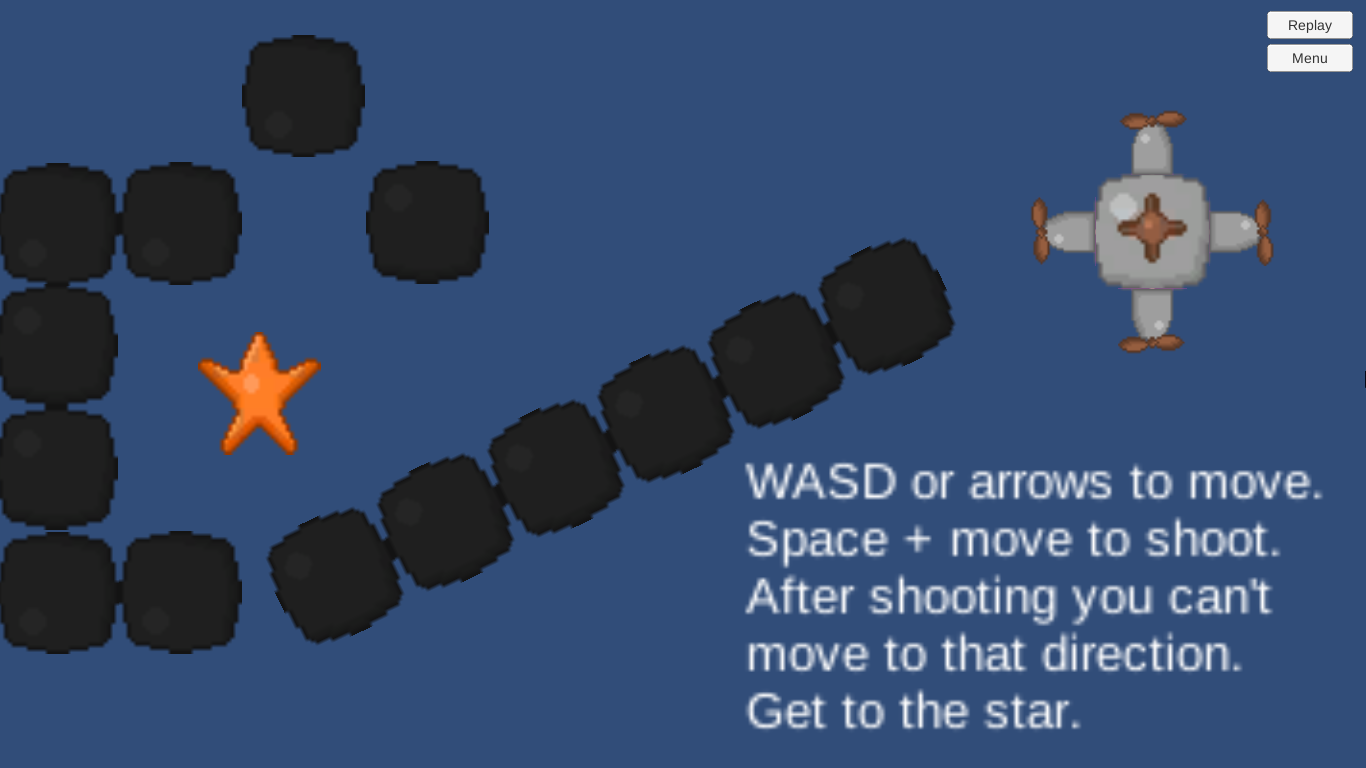 Replay
Menu
WASD or arrows to move.
Space + move to shoot.
After shooting you can't
move to that direction.
Get to the star.